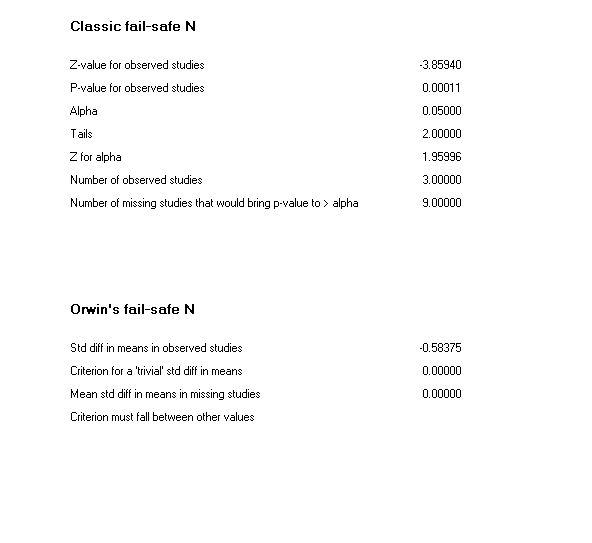 Classic fail-safe N
Z-value for observed studies -3.85940
P-value for observed studies 0.00011
Alpha 0.05000
Tails 2.00000
Z for alpha 1.95996
Number of observed studies 3.00000
Number of missing studies that would bring p-value to > alpha 9.00000
Orwin's fail-safe N
Std diff in means in observed studies -0.58375
Criterion for a 'trivial' std diff in means 0.00000
Mean std diff in means in missing studies 0.00000
Criterion must fall between other values